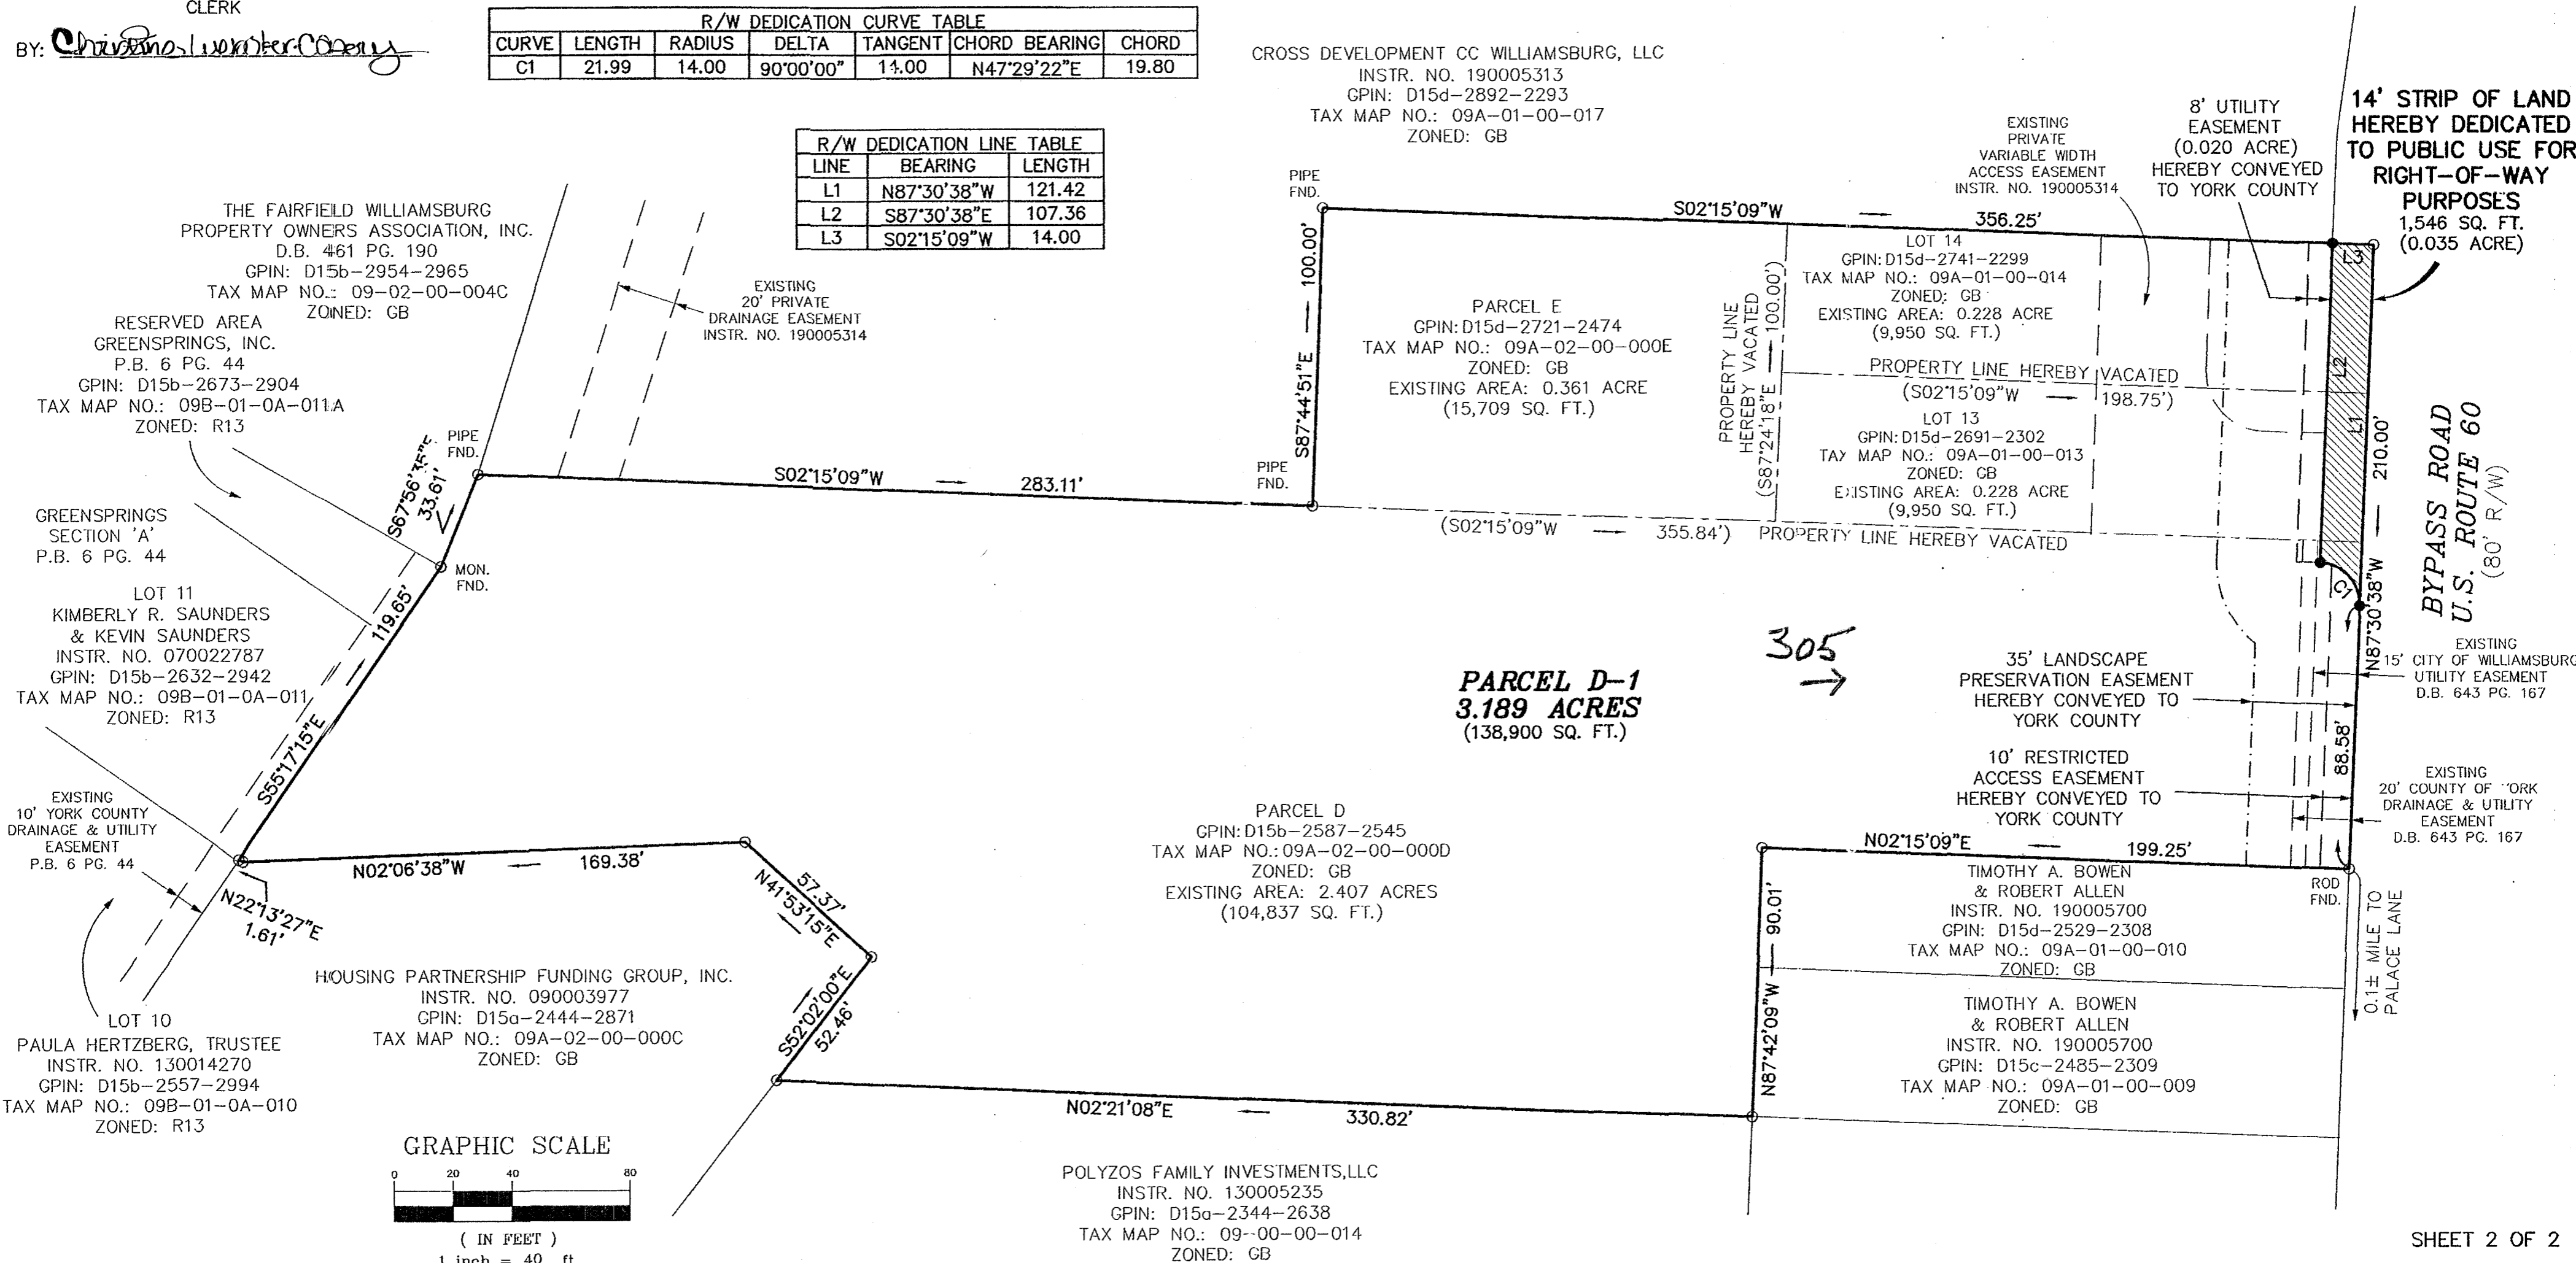 CLERK
BY:
R/W DEDICATION CURVE TABLE
CURVE LENGTH RADIUS DELTA TANGENT CHORD BEARING CHORD
C1 21.99 14.00 90°00'00" 14.00 N47°29'22"E 19.80
R/W DEDICATION LINE TABLE
LINE BEARING LENGTH
L1 N87°30'38"W 121.42
L2 S87°30'38"E 107.36
L3 S02°15'09"W 14.00
CROSS DEVELOPMENT CC WILLIAMSBURG, LLC
INSTR. NO. 190005313
GPIN: D15d-2892-2293
TAX MAP NO.: 09A-01-00-017
ZONED: GB
EXISTING
PRIVATE
VARIABLE WIDTH
ACCESS EASEMENT
INSTR. NO. 190005314
8' UTILITY
EASEMENT
(0.020 ACRE)
HEREBY CONVEYED
TO YORK COUNTY
14' STRIP OF LAND
HEREBY DEDICATED
TO PUBLIC USE FOR
RIGHT-OF-WAY
PURPOSES
1,546 SQ. FT.
(0.035 ACRE)
THE FAIRFIELD WILLIAMSBURG
PROPERTY OWNERS ASSOCIATION, INC.
D.B. 461 PG. 190
GPIN: D15b-2954-2965
TAX MAP NO.: 09-02-00-004C
ZONED: GB
EXISTING
20' PRIVATE
DRAINAGE EASEMENT
INSTR. NO. 190005314
RESERVED AREA
GREENSPRINGS, INC.
P.B. 6 PG. 44
GPIN: D15b-2673-2904
TAX MAP NO.: 09B-01-0A-011A
ZONED: R13
PIPE
FND.
S02°15'09"W 356.25'
100.00'
S87°44'51"E
PARCEL E
GPIN: D15d-2721-2474
TAX MAP NO.: 09A-02-00-000E
ZONED: GB
EXISTING AREA: 0.361 ACRE
(15,709 SQ. FT.)
PROPERTY LINE
HEREBY VACATED
(S87°24'18"E 100.00')
LOT 14
GPIN: D15d-2741-2299
TAX MAP NO.: 09A-01-00-014
ZONED: GB
EXISTING AREA: 0.228 ACRE
(9,950 SQ. FT.)
PROPERTY LINE HEREBY VACATED
(S02°15'09"W 198.75')
LOT 13
GPIN: D15d-2691-2302
TAX MAP NO.: 09A-01-00-013
ZONED: GB
EXISTING AREA: 0.228 ACRE
(9,950 SQ. FT.)
L3
L2
L1
C1
210.00'
N87°30'38"W
BYPASS ROAD
U.S. ROUTE 60
(80' R/W)
PIPE
FND.
S67°56'35"E
33.61'
S02°15'09"W 283.11'
PIPE
FND.
(S02°15'09"W 355.84') PROPERTY LINE HEREBY VACATED
GREENSPRINGS
SECTION 'A'
P.B. 6 PG. 44
MON.
FND.
LOT 11
KIMBERLY R. SAUNDERS
& KEVIN SAUNDERS
INSTR. NO. 070022787
GPIN: D15b-2632-2942
TAX MAP NO.: 09B-01-0A-011
ZONED: R13
119.65'
S55°17'15"E
305
PARCEL D-1
3.189 ACRES
(138,900 SQ. FT.)
35' LANDSCAPE
PRESERVATION EASEMENT
HEREBY CONVEYED TO
YORK COUNTY
EXISTING
15' CITY OF WILLIAMSBURG
UTILITY EASEMENT
D.B. 643 PG. 167
10' RESTRICTED
ACCESS EASEMENT
HEREBY CONVEYED TO
YORK COUNTY
88.58'
EXISTING
20' COUNTY OF YORK
DRAINAGE & UTILITY
EASEMENT
D.B. 643 PG. 167
EXISTING
10' YORK COUNTY
DRAINAGE & UTILITY
EASEMENT
P.B. 6 PG. 44
N22°13'27"E
1.61'
N02°06'38"W 169.38'
57.37'
N41°53'15"E
S52°02'00"E
52.46'
PARCEL D
GPIN: D15b-2587-2545
TAX MAP NO.: 09A-02-00-000D
ZONED: GB
EXISTING AREA: 2.407 ACRES
(104,837 SQ. FT.)
N02°15'09"E 199.25'
TIMOTHY A. BOWEN
& ROBERT ALLEN
INSTR. NO. 190005700
GPIN: D15d-2529-2308
TAX MAP NO.: 09A-01-00-010
ZONED: GB
ROD
FND.
0.1± MILE TO
PALACE LANE
90.01'
N87°42'09"W
TIMOTHY A. BOWEN
& ROBERT ALLEN
INSTR. NO. 190005700
GPIN: D15c-2485-2309
TAX MAP NO.: 09A-01-00-009
ZONED: GB
HOUSING PARTNERSHIP FUNDING GROUP, INC.
INSTR. NO. 090003977
GPIN: D15a-2444-2871
TAX MAP NO.: 09A-02-00-000C
ZONED: GB
LOT 10
PAULA HERTZBERG, TRUSTEE
INSTR. NO. 130014270
GPIN: D15b-2557-2994
TAX MAP NO.: 09B-01-0A-010
ZONED: R13
N02°21'08"E 330.82'
POLYZOS FAMILY INVESTMENTS,LLC
INSTR. NO. 130005235
GPIN: D15a-2344-2638
TAX MAP NO.: 09-00-00-014
ZONED: GB
GRAPHIC SCALE
0 20 40 80
( IN FEET )
1 inch = 40 ft
SHEET 2 OF 2